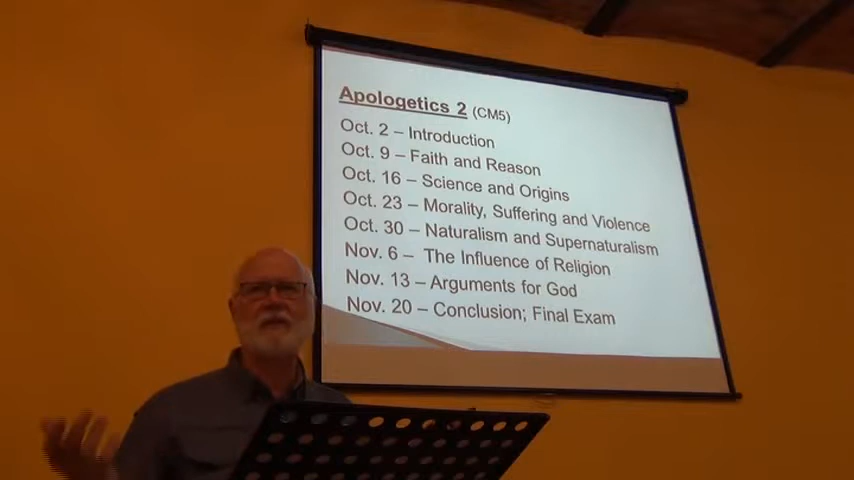 Apologetics 2 (CM5)
Oct. 2 – Introduction
Oct. 9 – Faith and Reason
Oct. 16 – Science and Origins
Oct. 23 – Morality, Suffering and Violence
Oct. 30 – Naturalism and Supernaturalism
Nov. 6 – The Influence of Religion
Nov. 13 – Arguments for God
Nov. 20 – Conclusion; Final Exam